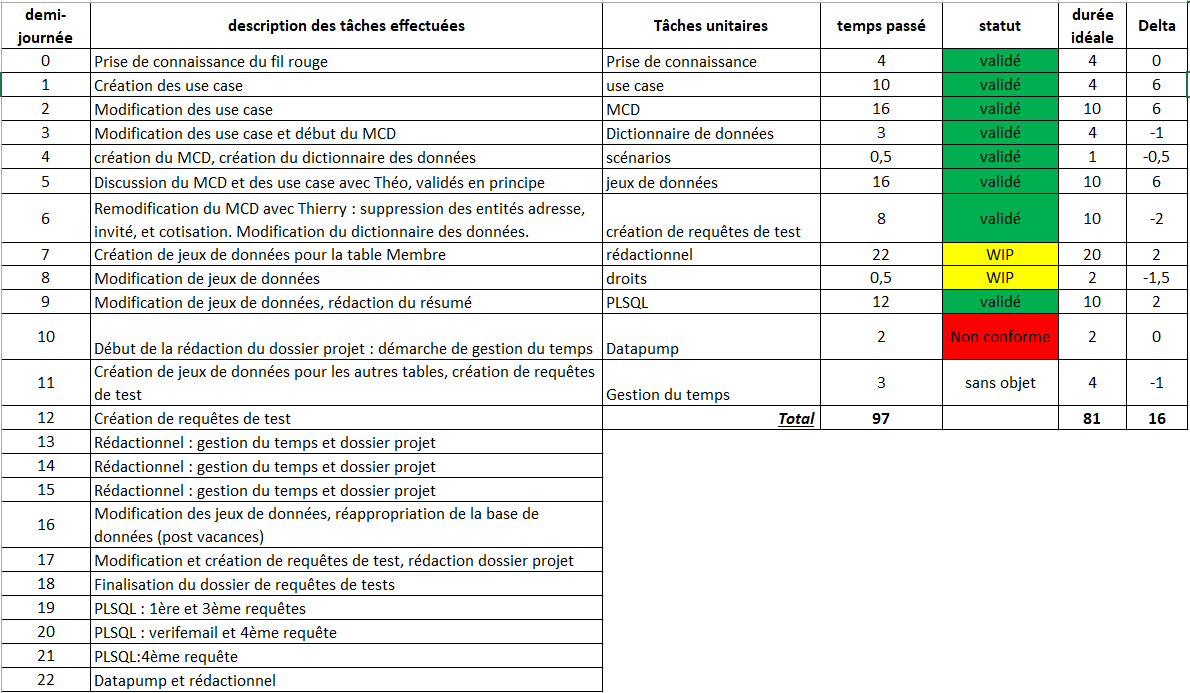 demi-journée description des tâches effectuées Tâches unitaires temps passé statut durée idéale Delta
0 Prise de connaissance du fil rouge Prise de connaissance 4 validé 4 0
1 Création des use case use case 10 validé 4 6
2 Modification des use case MCD 16 validé 10 6
3 Modification des use case et début du MCD Dictionnaire de données 3 validé 4 -1
4 création du MCD, création du dictionnaire des données scénarios 0,5 validé 1 -0,5
5 Discussion du MCD et des use case avec Théo, validés en principe jeux de données 16 validé 10 6
6 Remodification du MCD avec Thierry : suppression des entités adresse,
invité, et cotisation. Modification du dictionnaire des données. création de requêtes de test 8 validé 10 -2
7 Création de jeux de données pour la table Membre rédactionnel 22 WIP 20 2
8 Modification de jeux de données droits 0,5 WIP 2 -1,5
9 Modification de jeux de données, rédaction du résumé PLSQL 12 validé 10 2
10 Début de la rédaction du dossier projet : démarche de gestion du temps Datapump 2 Non conforme 2 0
11 Création de jeux de données pour les autres tables, création de requêtes
de test Gestion du temps 3 sans objet 4 -1
12 Création de requêtes de test Total 97 81 16
13 Rédactionnel : gestion du temps et dossier projet
14 Rédactionnel : gestion du temps et dossier projet
15 Rédactionnel : gestion du temps et dossier projet
16 Modification des jeux de données, réappropriation de la base de
données (post vacances)
17 Modification et création de requêtes de test, rédaction dossier projet
18 Finalisation du dossier de requêtes de tests
19 PLSQL : 1ère et 3ème requêtes
20 PLSQL : verifemail et 4ème requête
21 PLSQL:4ème requête
22 Datapump et rédactionnel